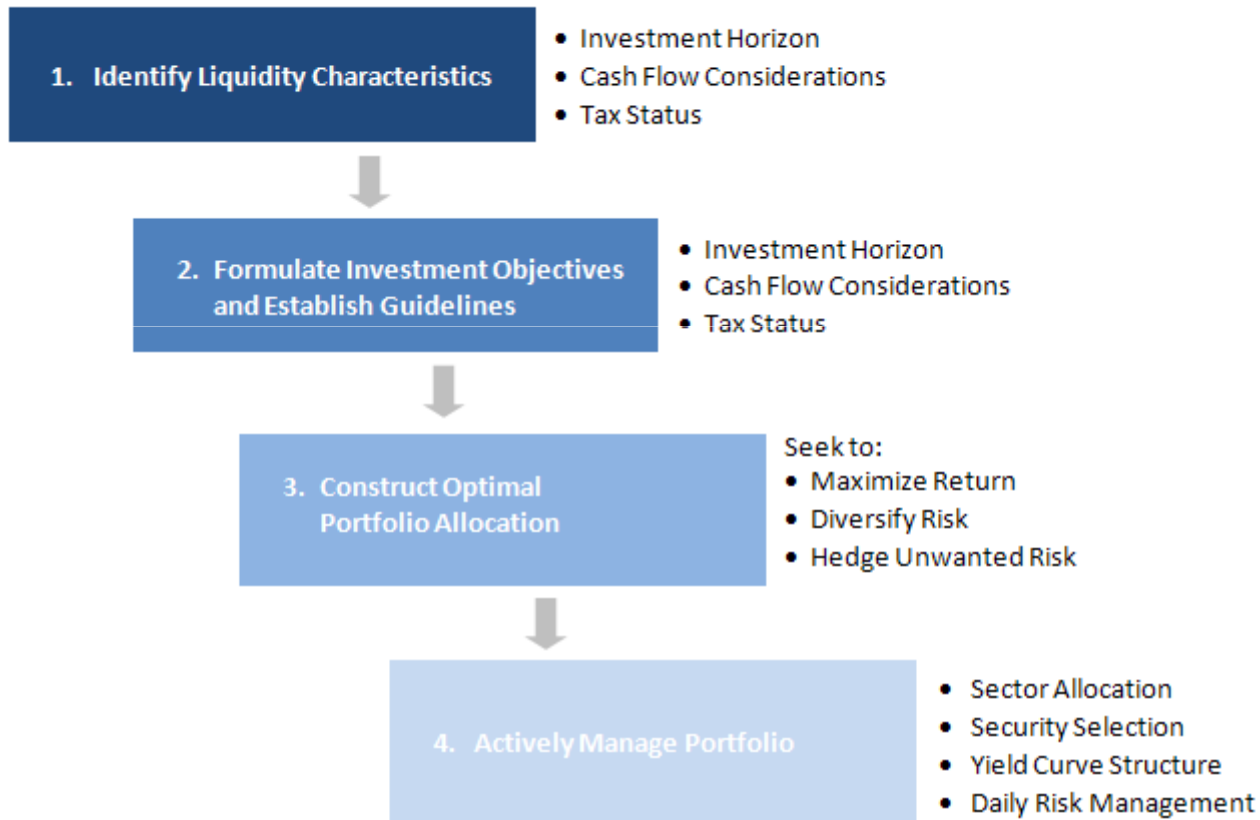 1. Identify Liquidity Characteristics
• Investment Horizon
• Cash Flow Considerations
• Tax Status
2. Formulate Investment Objectives
and Establish Guidelines
• Investment Horizon
• Cash Flow Considerations
• Tax Status
3. Construct Optimal
Portfolio Allocation
Seek to:
• Maximize Return
• Diversify Risk
• Hedge Unwanted Risk
4. Actively Manage Portfolio
• Sector Allocation
• Security Selection
• Yield Curve Structure
• Daily Risk Management